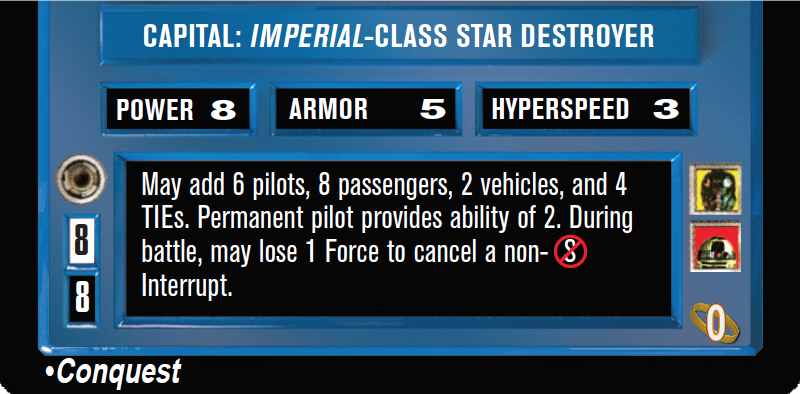 CAPITAL: IMPERIAL-CLASS STAR DESTROYER
POWER 8 ARMOR 5 HYPERSPEED 3
May add 6 pilots, 8 passengers, 2 vehicles, and 4
TIEs. Permanent pilot provides ability of 2. During
battle, may lose 1 Force to cancel a non- 8
Interrupt.
8
8
0
•Conquest